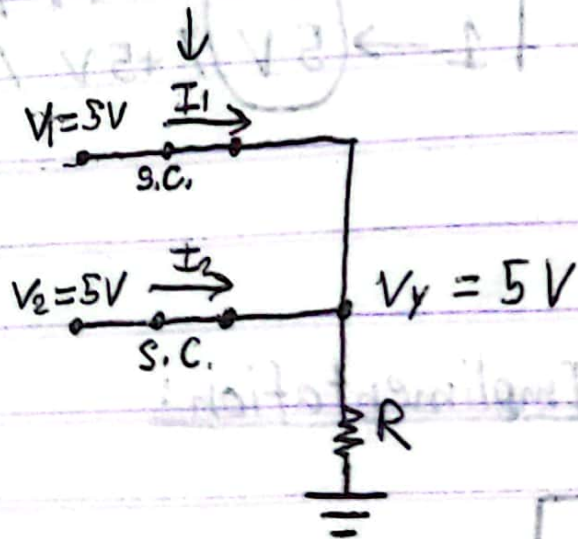 I₁
V₁=5V
S.C.
I₂
V₂=5V
Vy = 5V
S.C.
R